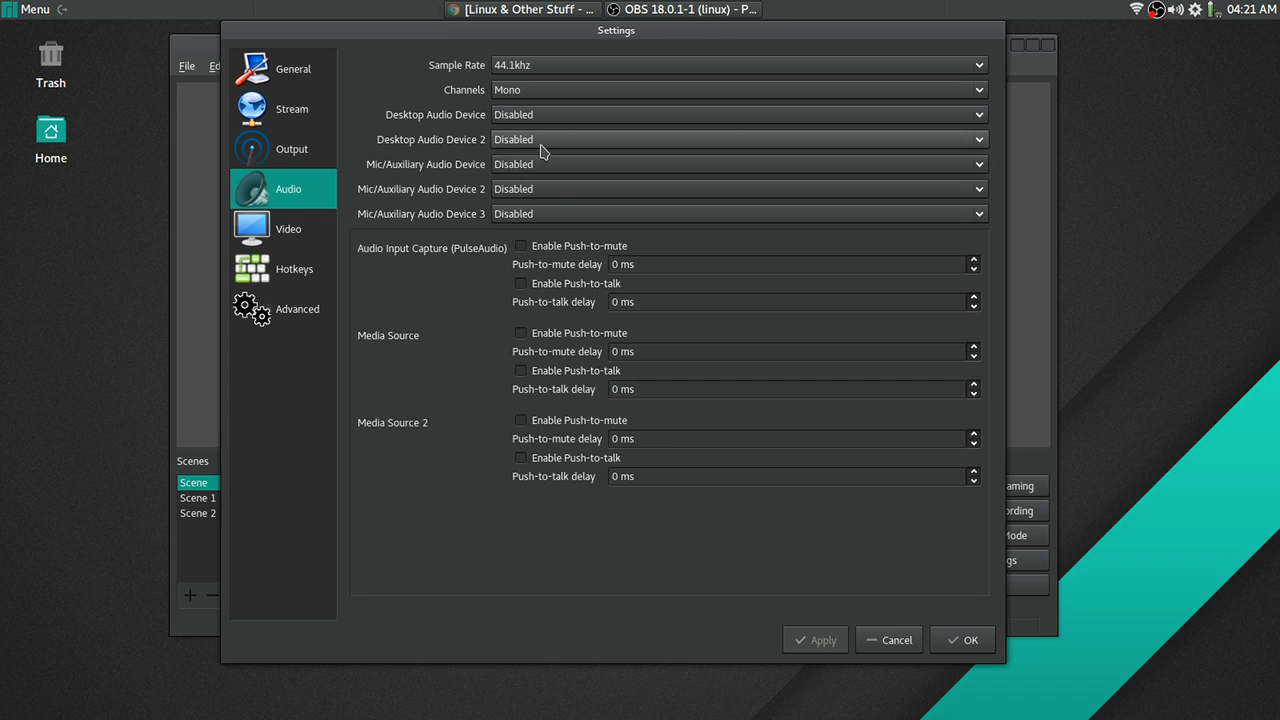 Menu
[Linux & Other Stuff - ...
OBS 18.0.1-1 (linux) - P...
04:21 AM
Settings
Trash
Home
File Ed
General
Stream
Output
Audio
Video
Hotkeys
Advanced
Sample Rate 44.1khz
Channels Mono
Desktop Audio Device Disabled
Desktop Audio Device 2 Disabled
Mic/Auxiliary Audio Device Disabled
Mic/Auxiliary Audio Device 2 Disabled
Mic/Auxiliary Audio Device 3 Disabled
Audio Input Capture (PulseAudio) Enable Push-to-mute
Push-to-mute delay 0 ms
Enable Push-to-talk
Push-to-talk delay 0 ms
Media Source Enable Push-to-mute
Push-to-mute delay 0 ms
Enable Push-to-talk
Push-to-talk delay 0 ms
Media Source 2 Enable Push-to-mute
Push-to-mute delay 0 ms
Enable Push-to-talk
Push-to-talk delay 0 ms
Scenes
Scene
Scene 1
Scene 2
aming
ording
Mode
gs
Apply Cancel OK